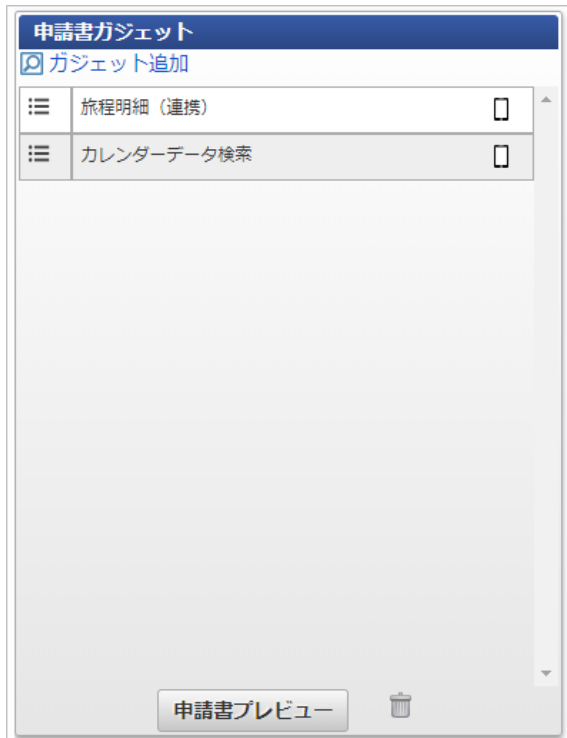 申請書ガジェット
ガジェット追加
旅程明細（連携）
カレンダーデータ検索
申請書プレビュー